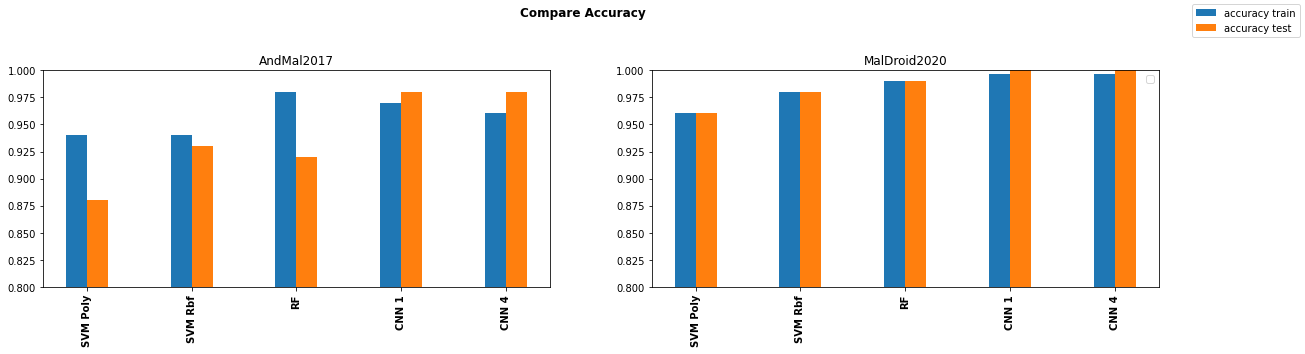 Compare Accuracy
accuracy train
accuracy test
AndMal2017
1.000
0.975
0.950
0.925
0.900
0.875
0.850
0.825
0.800
SVM Poly
SVM Rbf
RF
CNN 1
CNN 4
MalDroid2020
1.000
0.975
0.950
0.925
0.900
0.875
0.850
0.825
0.800
SVM Poly
SVM Rbf
RF
CNN 1
CNN 4